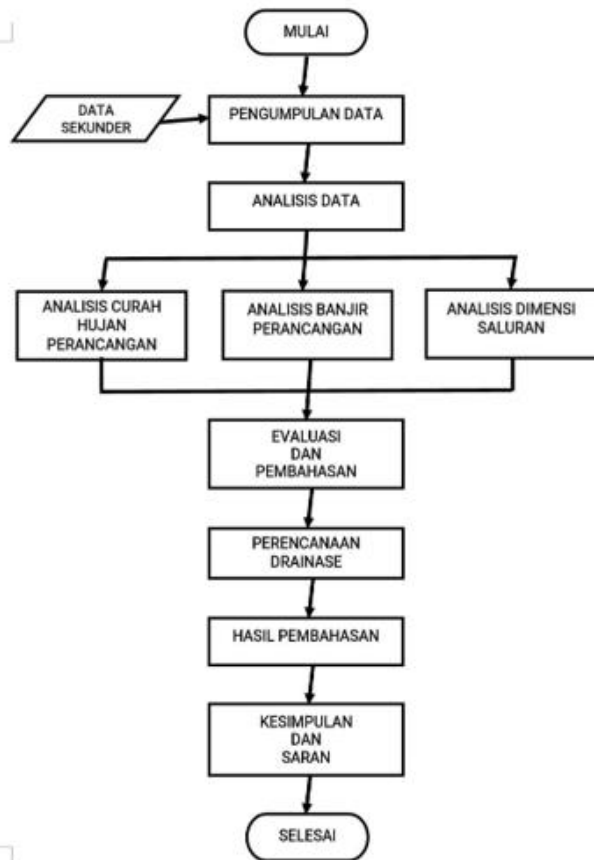 MULAI
DATA
SEKUNDER
PENGUMPULAN DATA
ANALISIS DATA
ANALISIS CURAH
HUJAN
PERANCANGAN
ANALISIS BANJIR
PERANCANGAN
ANALISIS DIMENSI
SALURAN
EVALUASI
DAN
PEMBAHASAN
PERENCANAAN
DRAINASE
HASIL PEMBAHASAN
KESIMPULAN
DAN
SARAN
SELESAI